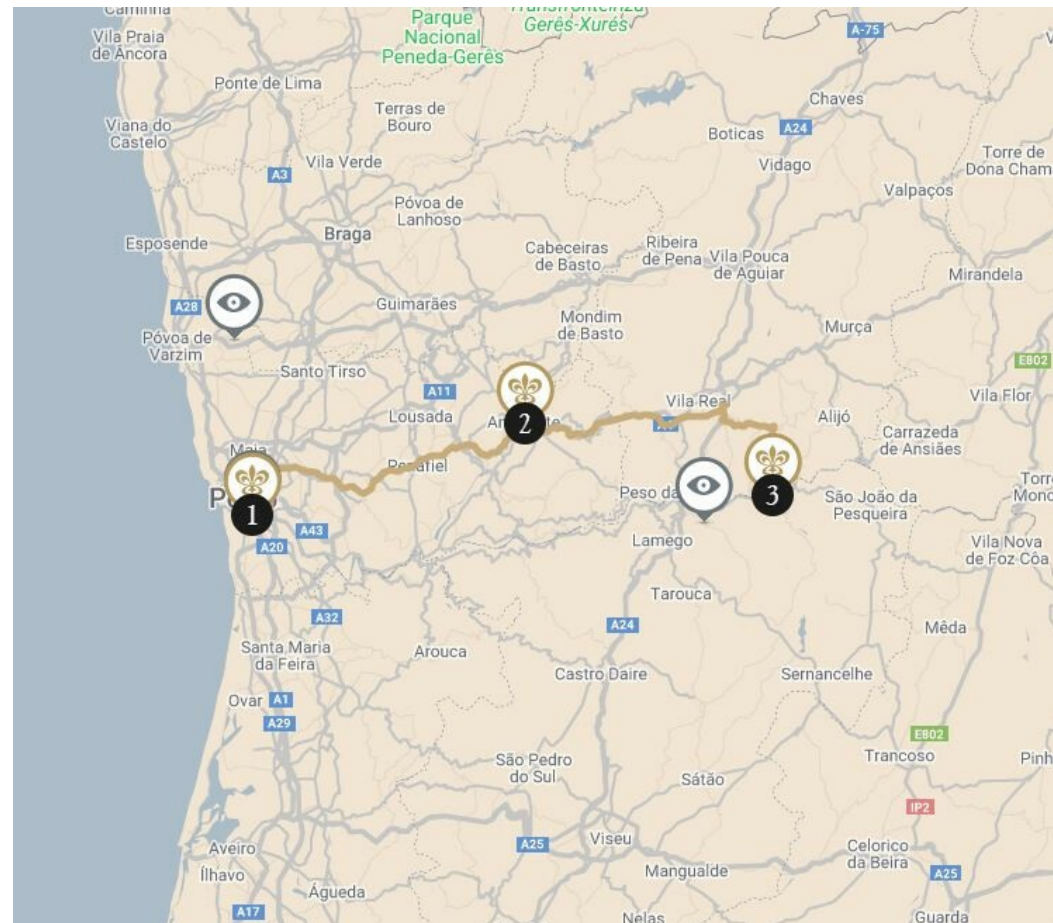 Caminha
Transfronteiriza
Parque
Gerês-Xurés
Nacional
Peneda-Gerês
A-75
Vila Praia
de Âncora
Ponte de Lima
Chaves
Terras de
Bouro
Viana do
Castelo
Boticas
A24
Vila Verde
Vidago
Torre de
Dona Cham
A3
Valpaços
Póvoa de
Lanhoso
Braga
Esposende
Cabeceiras
de Basto
Ribeira
de Pena
Vila Pouca
de Aguiar
Mirandela
A28
Guimarães
Mondim
de Basto
Póvoa de
Varzim
Murça
Santo Tirso
E802
A11
Vila Real
Vila Flor
Lousada
Alijó
2
Carrazeda
de Ansiães
Maia
Peso da
3
São João da
Pesqueira
1
A43
A20
Lamego
Vila Nova
de Foz Côa
Tarouca
A32
A24
Mêda
Santa Maria
da Feira
Arouca
Castro Daire
Sernancelhe
Ovar
A1
A29
E802
Trancoso
São Pedro
do Sul
Sátão
Pinh
IP2
Viseu
Aveiro
A25
Celorico
da Beira
Ílhavo
Mangualde
A25
Águeda
A17
Nelas
Guarda